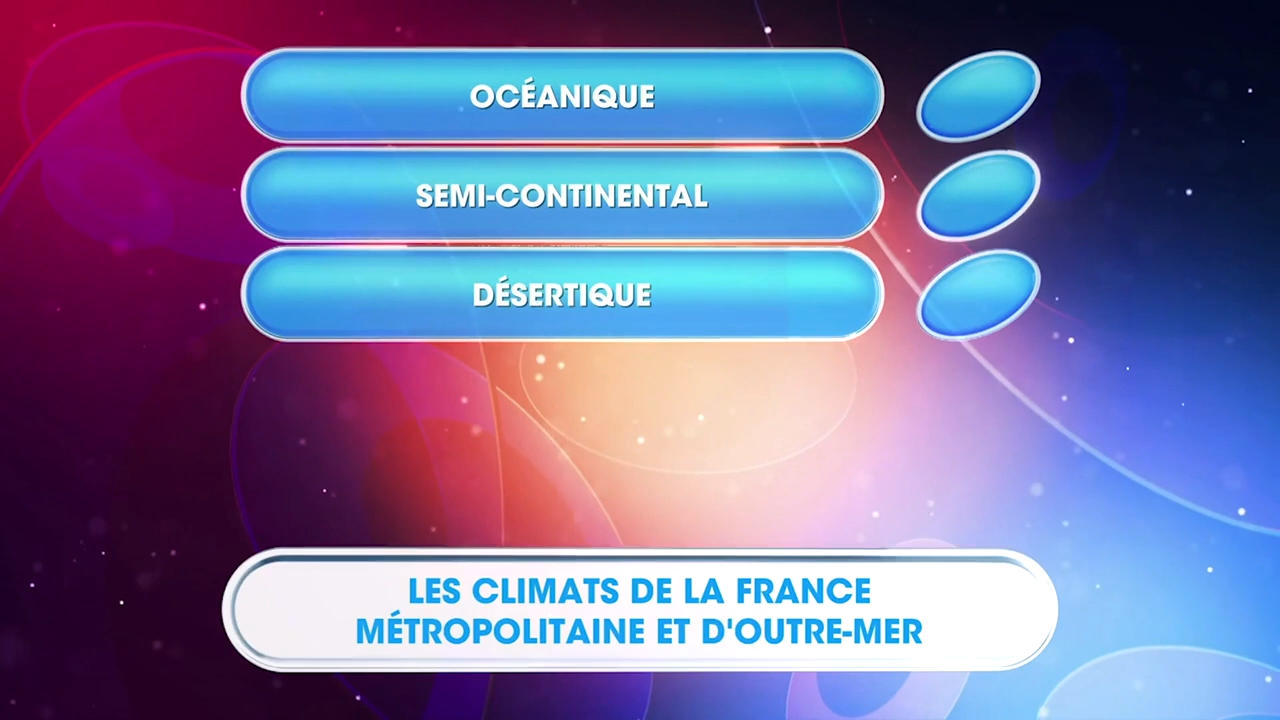 OCÉANIQUE
SEMI-CONTINENTAL
DÉSERTIQUE
LES CLIMATS DE LA FRANCE
MÉTROPOLITAINE ET D'OUTRE-MER